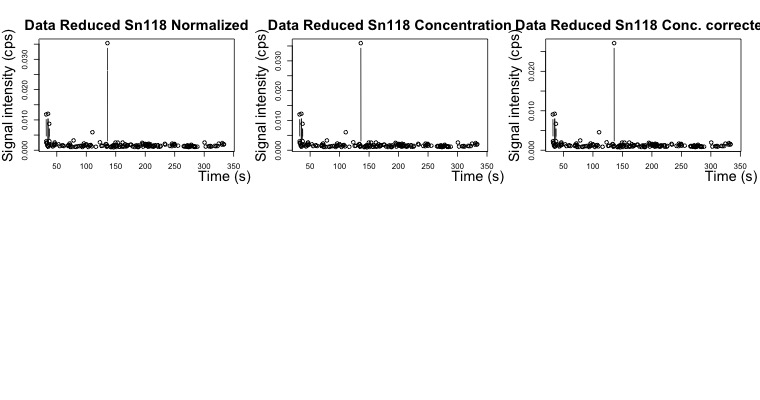 Data Reduced Sn118 Normalized
Signal intensity (cps)
0.000 0.010 0.020 0.030
50 100 150 200 250 300 350
Time (s)
Data Reduced Sn118 Concentration
Signal intensity (cps)
0.000 0.010 0.020 0.030
50 100 150 200 250 300 350
Time (s)
Data Reduced Sn118 Conc. correcte
Signal intensity (cps)
0.000 0.010 0.020
50 100 150 200 250 300 350
Time (s)